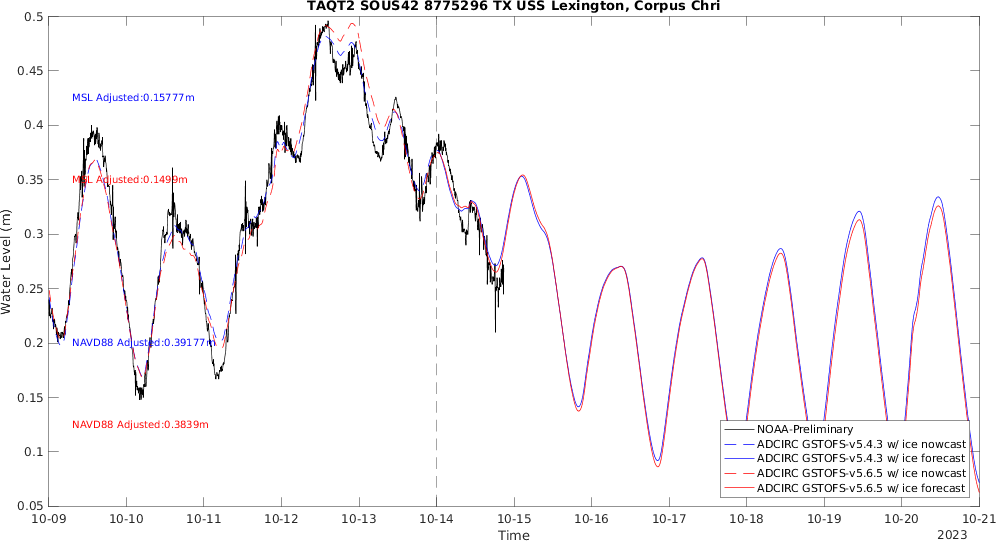 TAQT2 SOUS42 8775296 TX USS Lexington, Corpus Chri
0.5
0.45
0.4
0.35
0.3
0.25
0.2
0.15
0.1
0.05
Water Level (m)
MSL Adjusted:0.15777m
MSL Adjusted:0.1499m
NAVD88 Adjusted:0.39177m
NAVD88 Adjusted:0.3839m
NOAA-Preliminary
ADCIRC GSTOFS-v5.4.3 w/ ice nowcast
ADCIRC GSTOFS-v5.4.3 w/ ice forecast
ADCIRC GSTOFS-v5.6.5 w/ ice nowcast
ADCIRC GSTOFS-v5.6.5 w/ ice forecast
10-09 10-10 10-11 10-12 10-13 10-14 10-15 10-16 10-17 10-18 10-19 10-20 10-21
Time
2023